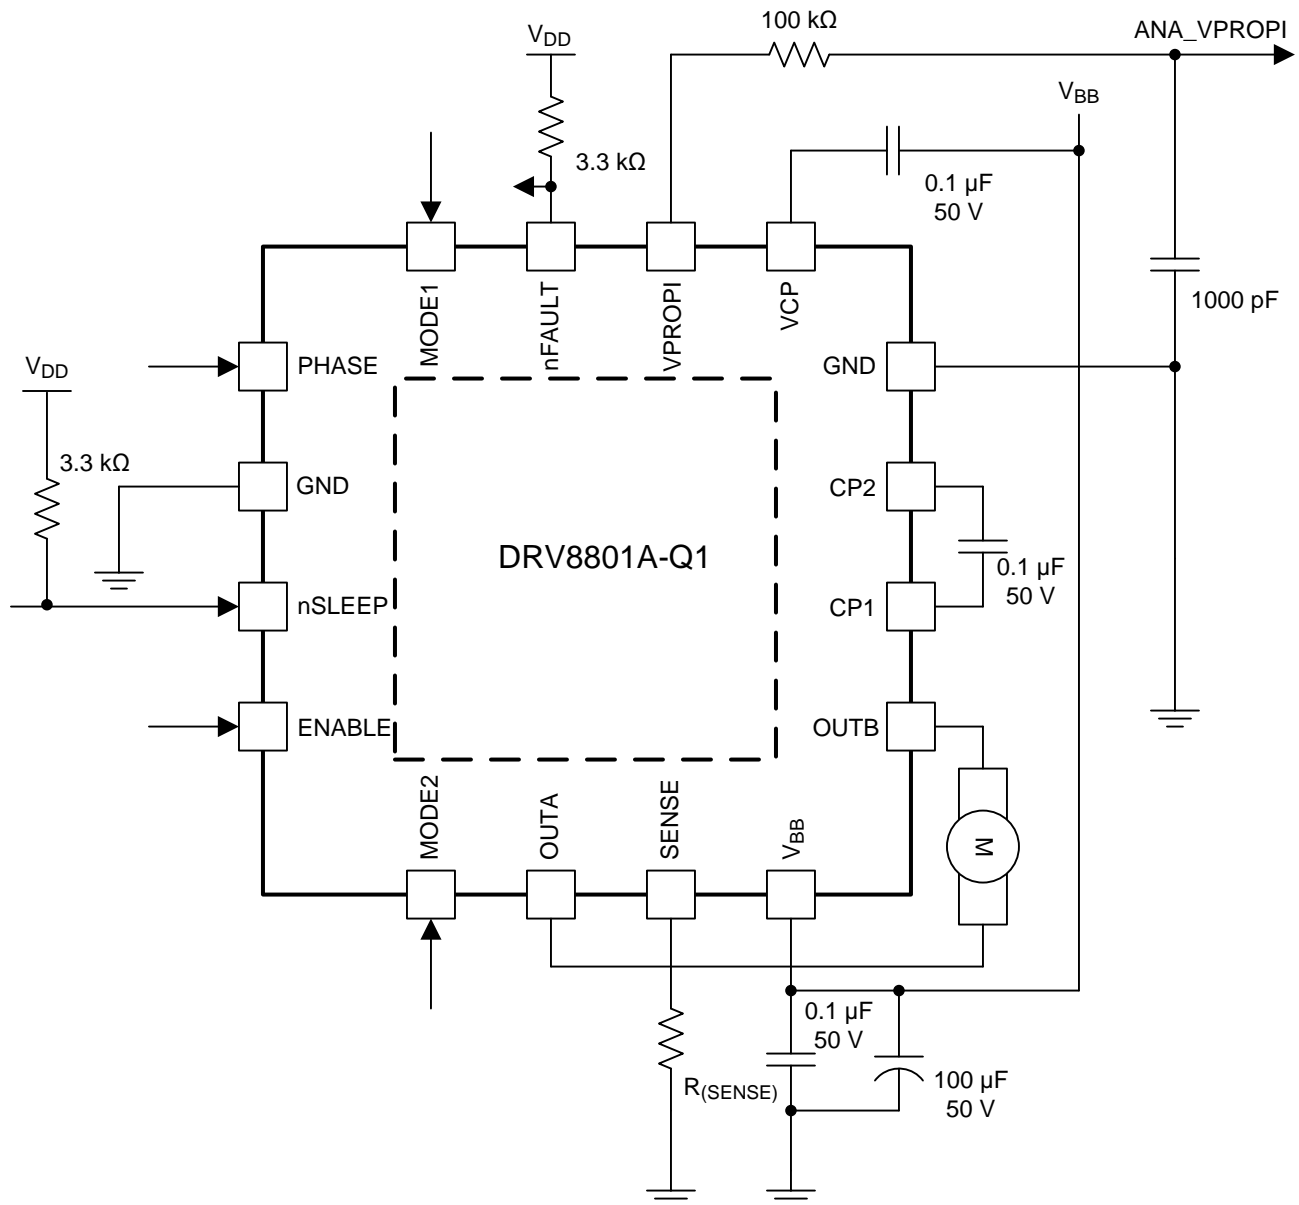 100 kΩ
ANA_VPROPI
VDD
VBB
3.3 kΩ
0.1 µF
50 V
1000 pF
MODE1
nFAULT
VPROPI
VCP
VDD
PHASE
GND
3.3 kΩ
GND
CP2
DRV8801A-Q1
0.1 µF
50 V
nSLEEP
CP1
ENABLE
OUTB
MODE2
OUTA
SENSE
VBB
M
0.1 µF
50 V
R(SENSE)
100 µF
50 V